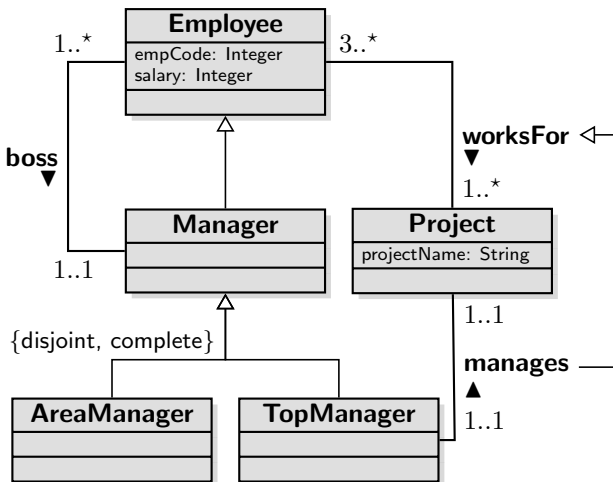 Employee
1..*
empCode: Integer
salary: Integer
3..*
boss
▼
worksFor
▼
1..*
Manager
Project
projectName: String
1..1
1..1
{disjoint, complete}
manages
▲
1..1
AreaManager
TopManager